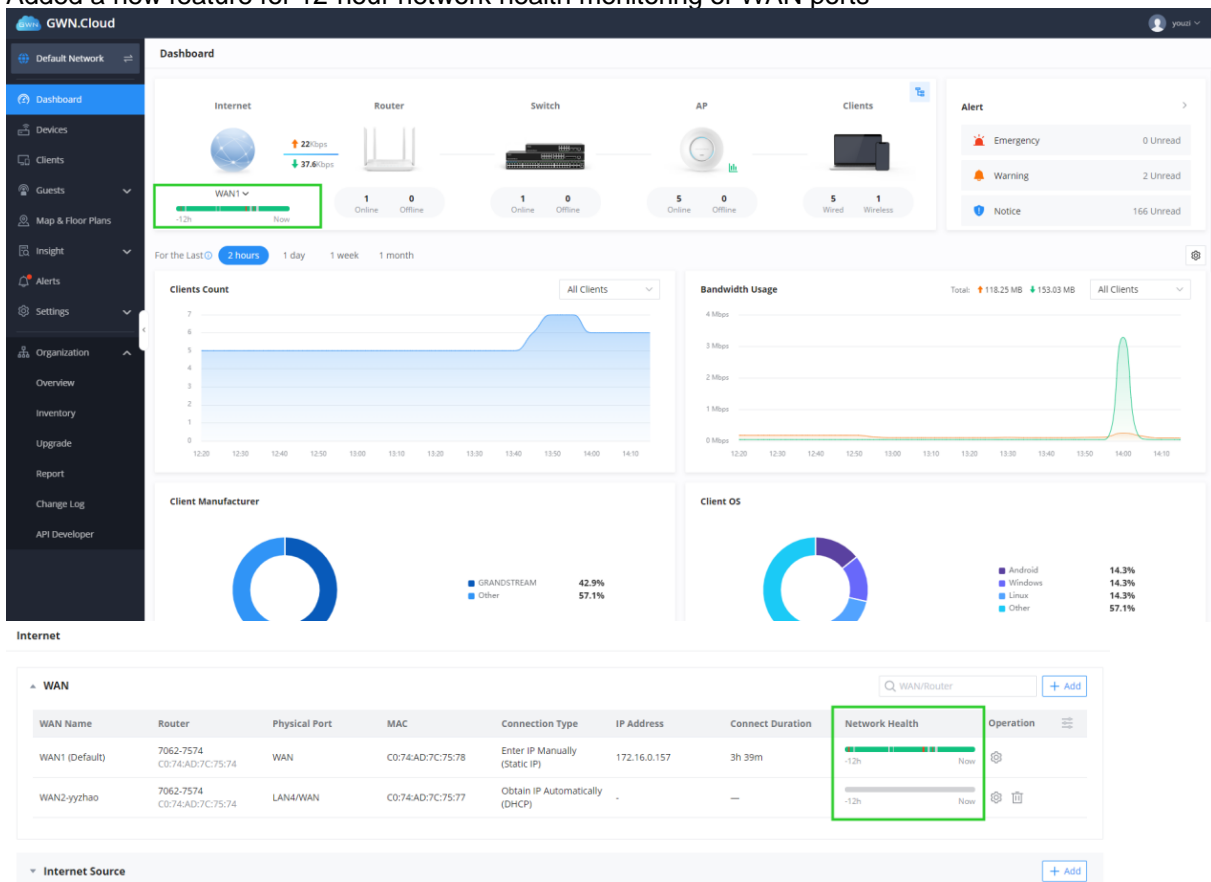 Added a new feature for 12-hour network health monitoring of WAN ports
GWN GWN.Cloud
youzi
Default Network
Dashboard
Dashboard
Devices
Clients
Guests
Map & Floor Plans
Insight
Alerts
Settings
Organization
Overview
Inventory
Upgrade
Report
Change Log
API Developer
Internet Router Switch AP Clients
22Kbps
37.6Kbps
WAN1
-12h Now
1 0 1 0 5 0 5 1
Online Offline Online Offline Online Offline Wired Wireless
Alert
Emergency 0 Unread
Warning 2 Unread
Notice 166 Unread
For the Last 2 hours 1 day 1 week 1 month
Clients Count All Clients
7
6
5
4
3
2
1
0
12:20 12:30 12:40 12:50 13:00 13:10 13:20 13:30 13:40 13:50 14:00 14:10
Bandwidth Usage Total: 118.25 MB 153.03 MB All Clients
4 Mbps
3 Mbps
2 Mbps
1 Mbps
0 Mbps
12:20 12:30 12:40 12:50 13:00 13:10 13:20 13:30 13:40 13:50 14:00 14:10
Client Manufacturer
GRANDSTREAM 42.9%
Other 57.1%
Client OS
Android 14.3%
Windows 14.3%
Linux 14.3%
Other 57.1%
Internet
WAN WAN/Router + Add
WAN Name Router Physical Port MAC Connection Type IP Address Connect Duration Network Health Operation
WAN1 (Default) 7062-7574 WAN C0:74:AD:7C:75:78 Enter IP Manually 172.16.0.157 3h 39m
C0:74:AD:7C:75:74 (Static IP) -12h Now
WAN2-yyzhao 7062-7574 LAN4/WAN C0:74:AD:7C:75:77 Obtain IP Automatically - —
C0:74:AD:7C:75:74 (DHCP) -12h Now
Internet Source + Add